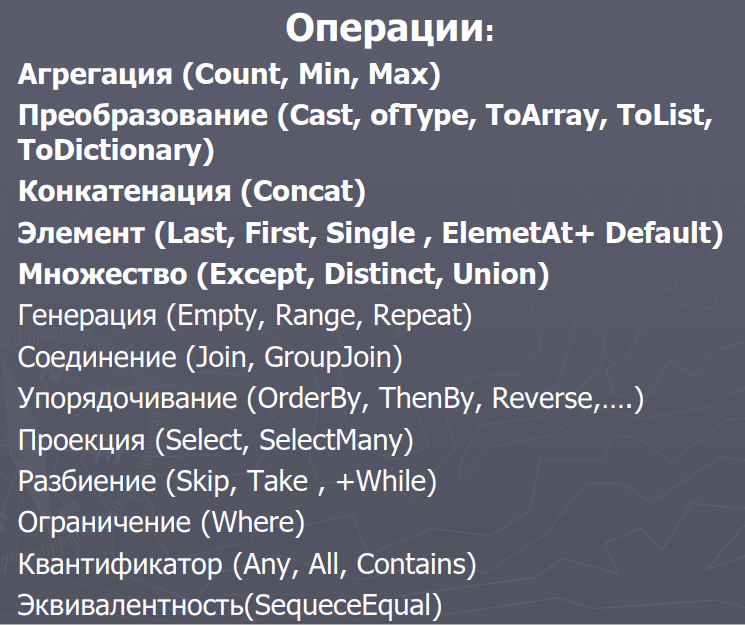 Операции:
Агрегация (Count, Min, Max)
Преобразование (Cast, ofType, ToArray, ToList,
ToDictionary)
Конкатенация (Concat)
Элемент (Last, First, Single , ElemetAt+ Default)
Множество (Except, Distinct, Union)
Генерация (Empty, Range, Repeat)
Соединение (Join, GroupJoin)
Упорядочивание (OrderBy, ThenBy, Reverse,….)
Проекция (Select, SelectMany)
Разбиение (Skip, Take , +While)
Ограничение (Where)
Квантификатор (Any, All, Contains)
Эквивалентность(SequeceEqual)